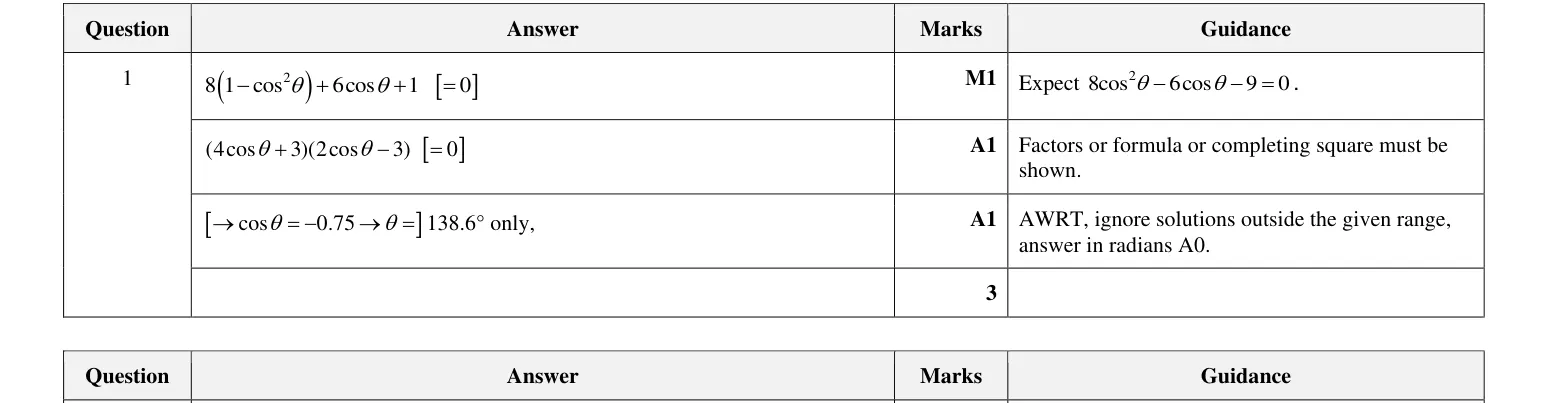 Question Answer Marks Guidance
1 8(1−cos²θ)+6cosθ+1 [=0] M1 Expect 8cos²θ−6cosθ−9=0.
(4cosθ+3)(2cosθ−3) [=0] A1 Factors or formula or completing square must be
shown.
[→cosθ=−0.75→θ=]138.6° only, A1 AWRT, ignore solutions outside the given range,
answer in radians A0.
3
Question Answer Marks Guidance